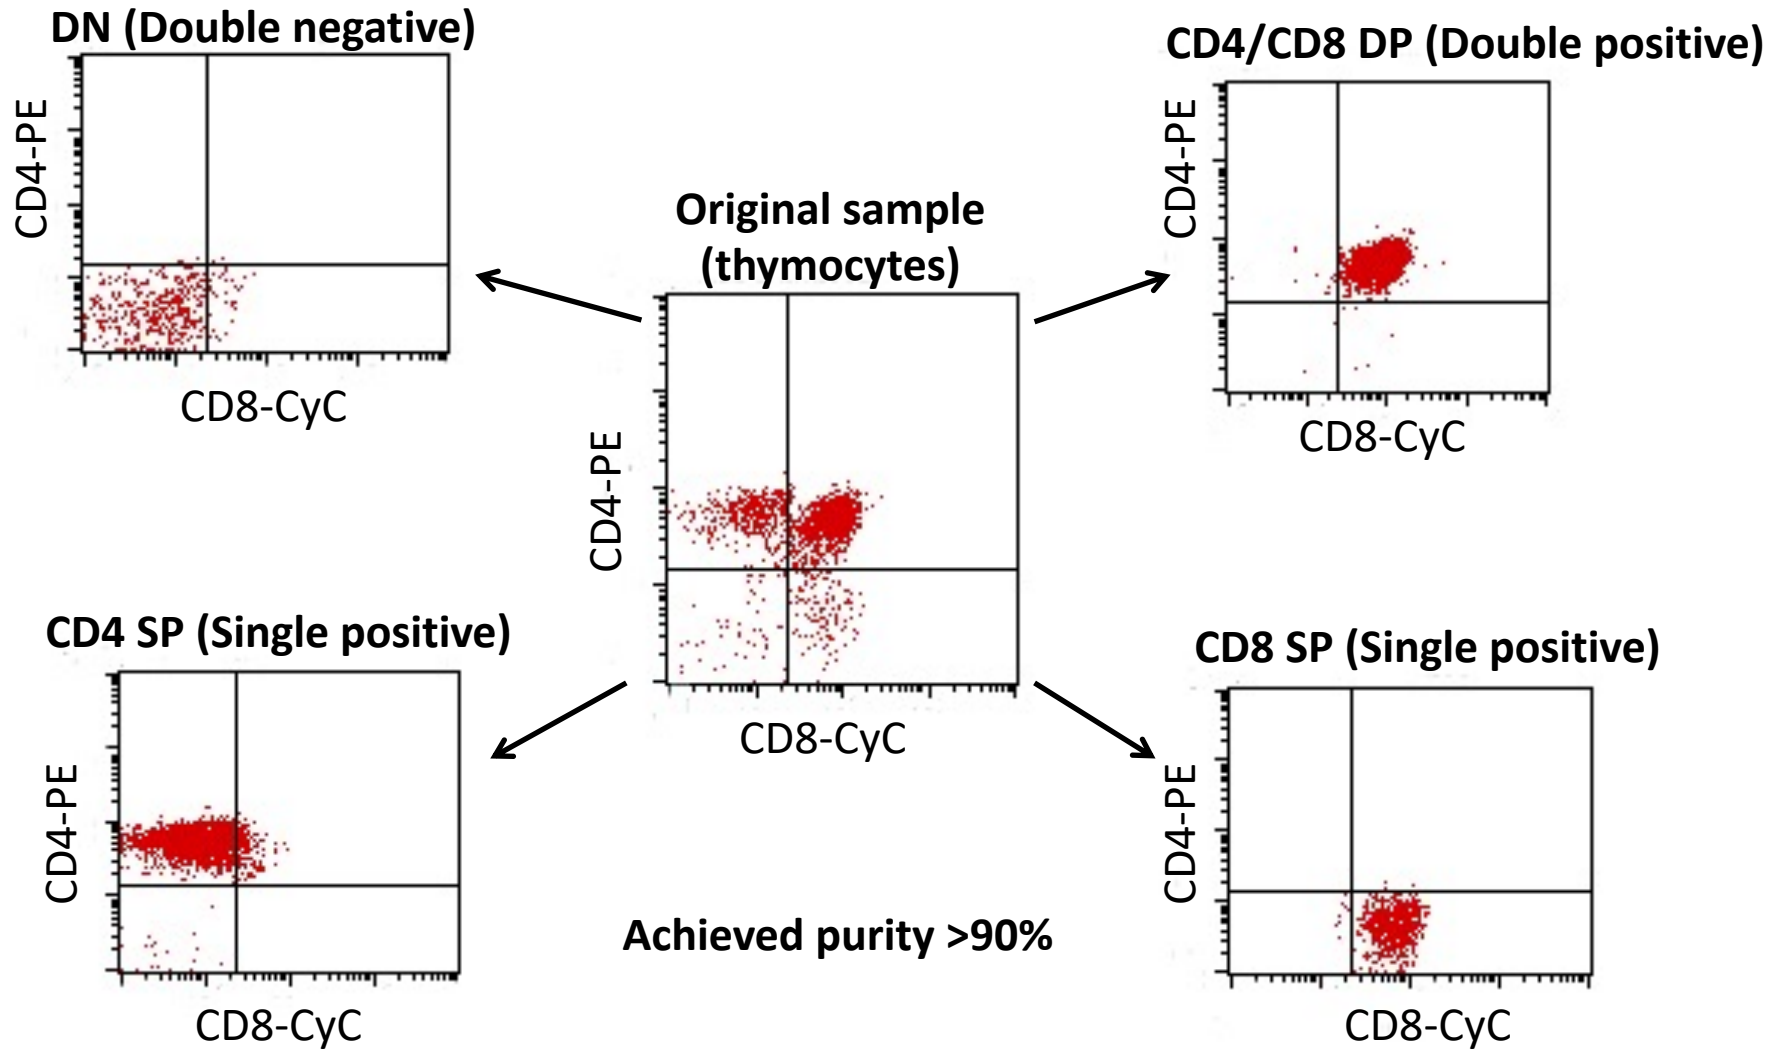 DN (Double negative)
CD4-PE
CD8-CyC
CD4/CD8 DP (Double positive)
CD4-PE
CD8-CyC
Original sample
(thymocytes)
CD4-PE
CD8-CyC
CD4 SP (Single positive)
CD4-PE
CD8-CyC
CD8 SP (Single positive)
CD4-PE
CD8-CyC
Achieved purity >90%